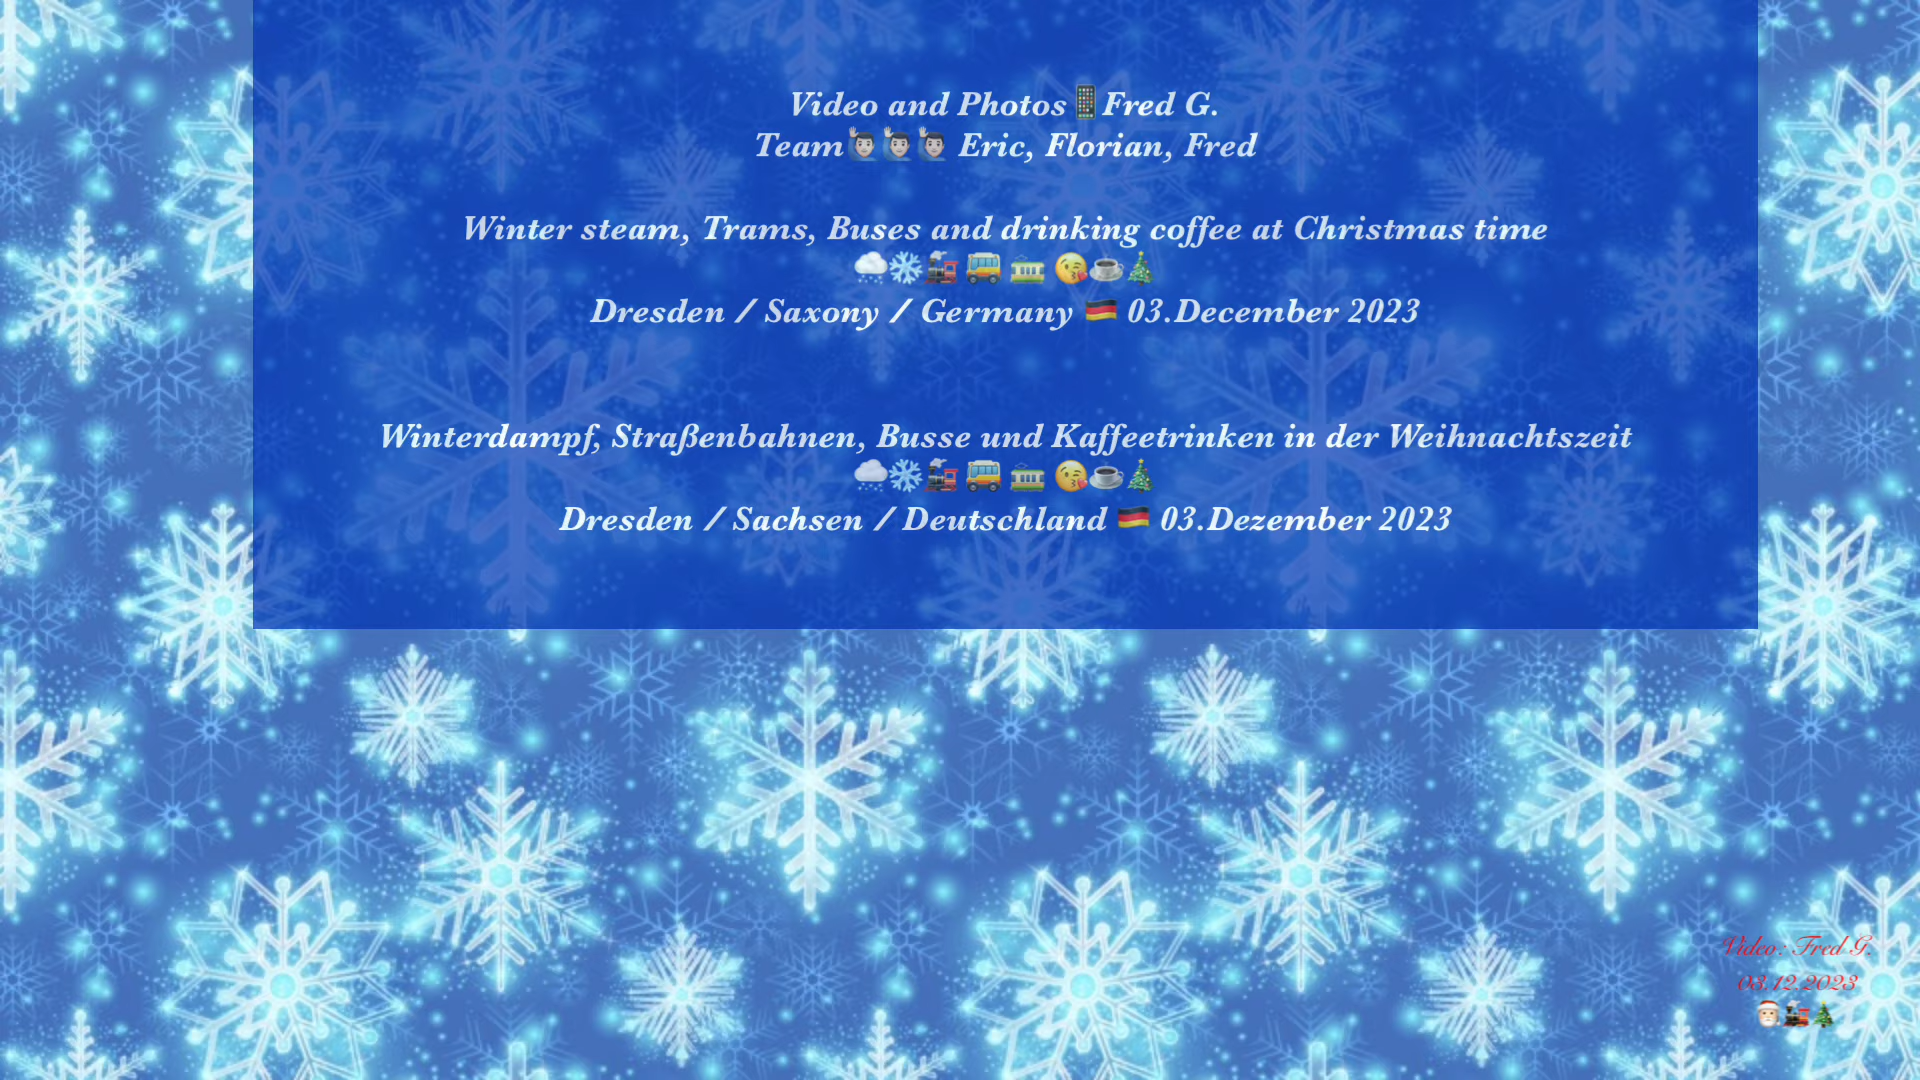 Video and Photos📱Fred G.
Team🙋🏻‍♂️🙋🏻‍♂️🙋🏻‍♂️ Eric, Florian, Fred
Winter steam, Trams, Buses and drinking coffee at Christmas time
🌨️❄️🚂🚌🚋😘☕🎄
Dresden / Saxony / Germany 🇩🇪 03.December 2023
Winterdampf, Straßenbahnen, Busse und Kaffeetrinken in der Weihnachtszeit
🌨️❄️🚂🚌🚋😘☕🎄
Dresden / Sachsen / Deutschland 🇩🇪 03.Dezember 2023
Video: Fred G.
03.12.2023
🎅🏻🚂🎄